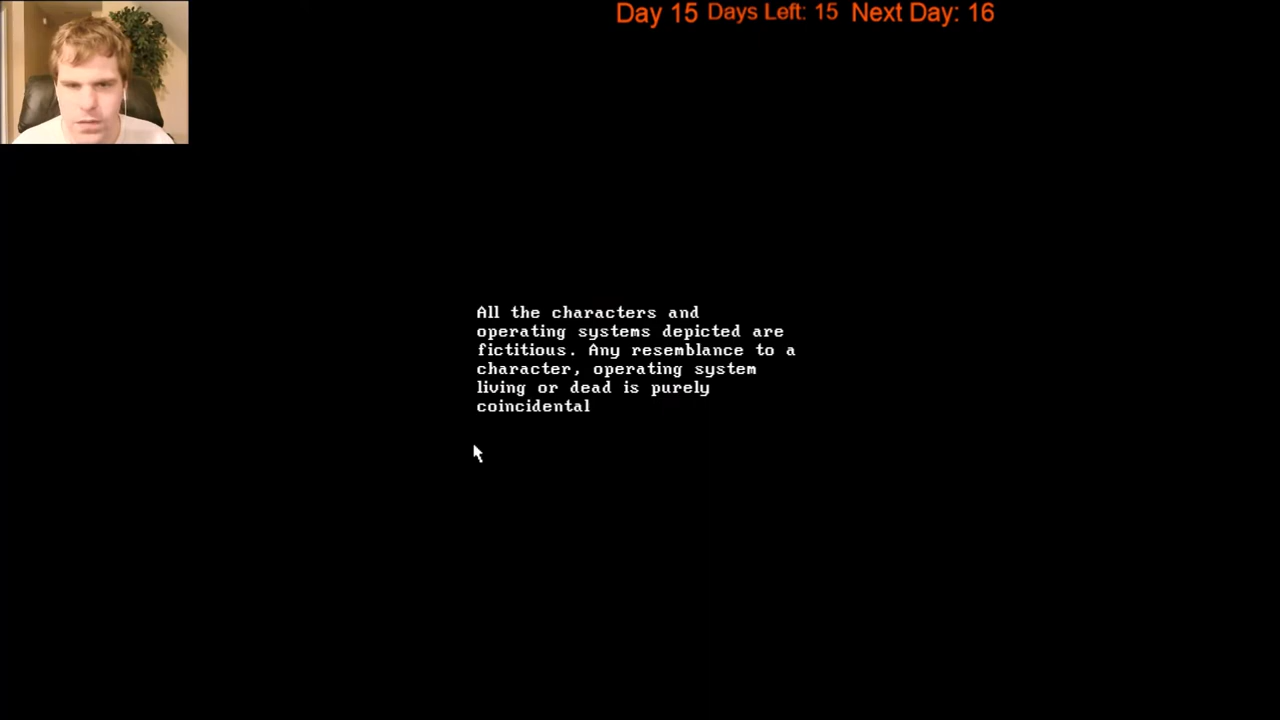 Day 15 Days Left: 15 Next Day: 16
All the characters and
operating systems depicted are
fictitious. Any resemblance to a
character, operating system
living or dead is purely
coincidental